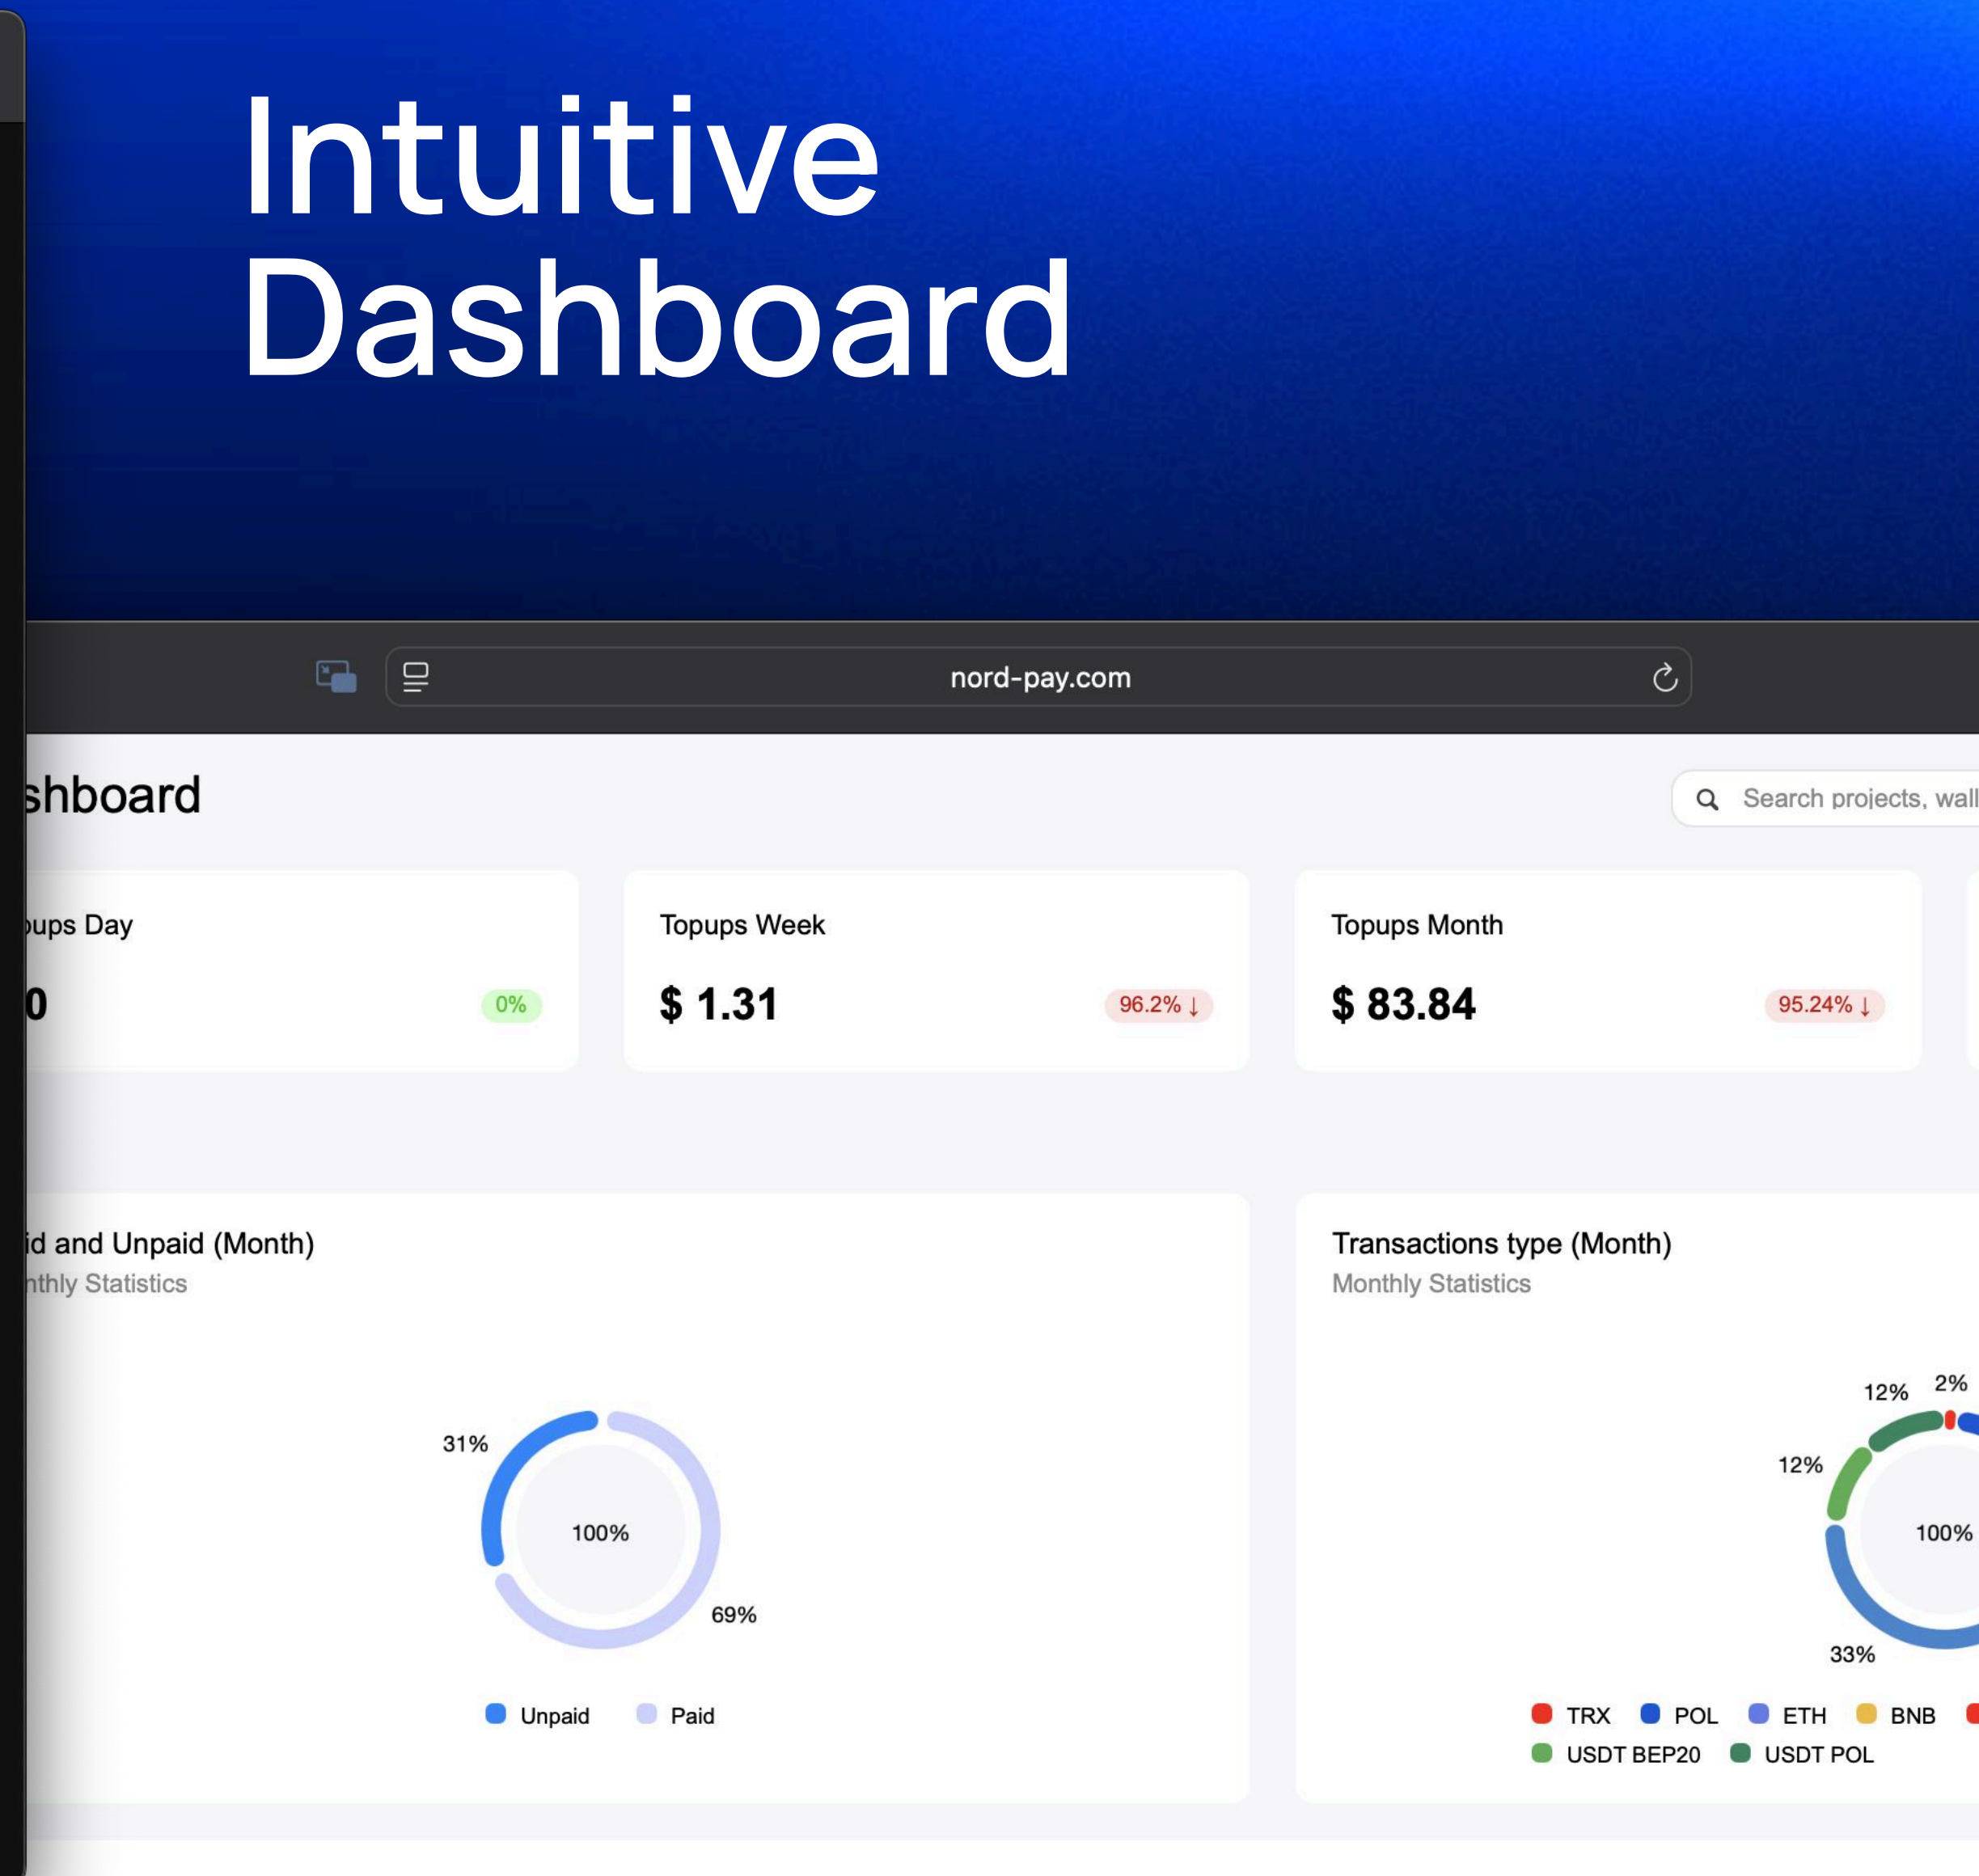 Intuitive
Dashboard
nord-pay.com
shboard
Search projects, wall
oups Day
0
0%
Topups Week
$ 1.31
96.2% ↓
Topups Month
$ 83.84
95.24% ↓
id and Unpaid (Month)
nthly Statistics
31%
100%
69%
Unpaid
Paid
Transactions type (Month)
Monthly Statistics
12%
2%
12%
100%
33%
TRX
POL
ETH
BNB
USDT BEP20
USDT POL